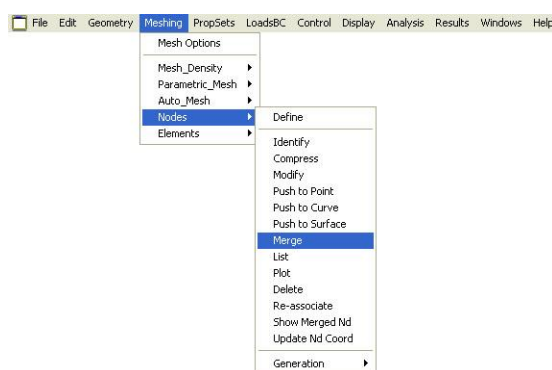 File Edit Geometry Meshing PropSets LoadsBC Control Display Analysis Results Windows Help
Mesh Options
Mesh_Density
Parametric_Mesh
Auto_Mesh
Nodes
Elements
Define
Identify
Compress
Modify
Push to Point
Push to Curve
Push to Surface
Merge
List
Plot
Delete
Re-associate
Show Merged Nd
Update Nd Coord
Generation